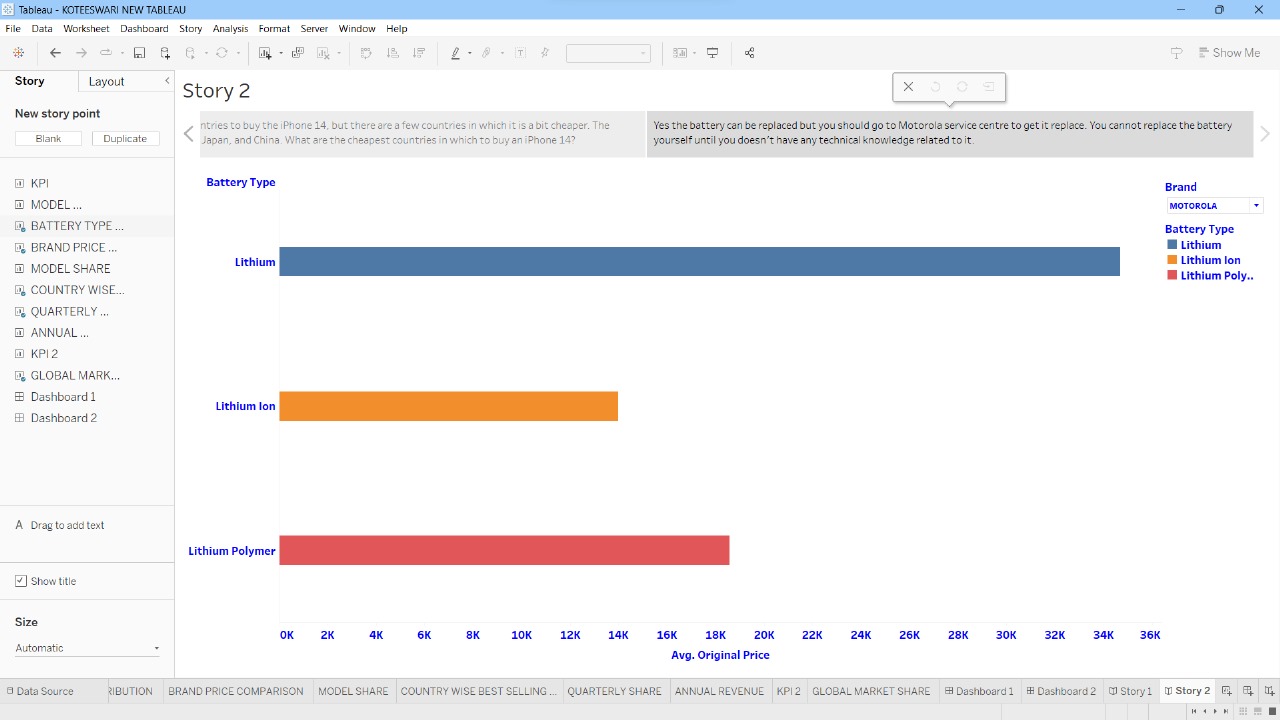 Tableau - KOTEESWARI NEW TABLEAU
File Data Worksheet Dashboard Story Analysis Format Server Window Help
Show Me
Story Layout
New story point
Blank Duplicate
KPI
MODEL ...
BATTERY TYPE ...
BRAND PRICE ...
MODEL SHARE
COUNTRY WISE...
QUARTERLY ...
ANNUAL ...
KPI 2
GLOBAL MARK...
Dashboard 1
Dashboard 2
A Drag to add text
Show title
Size
Automatic
Story 2
ntries to buy the iPhone 14, but there are a few countries in which it is a bit cheaper. The
Japan, and China. What are the cheapest countries in which to buy an iPhone 14?
Yes the battery can be replaced but you should go to Motorola service centre to get it replace. You cannot replace the battery
yourself until you doesn't have any technical knowledge related to it.
Battery Type
Lithium
Lithium Ion
Lithium Polymer
0K 2K 4K 6K 8K 10K 12K 14K 16K 18K 20K 22K 24K 26K 28K 30K 32K 34K 36K
Avg. Original Price
Brand
MOTOROLA
Battery Type
Lithium
Lithium Ion
Lithium Poly..
Data Source RIBUTION BRAND PRICE COMPARISON MODEL SHARE COUNTRY WISE BEST SELLING ... QUARTERLY SHARE ANNUAL REVENUE KPI 2 GLOBAL MARKET SHARE Dashboard 1 Dashboard 2 Story 1 Story 2